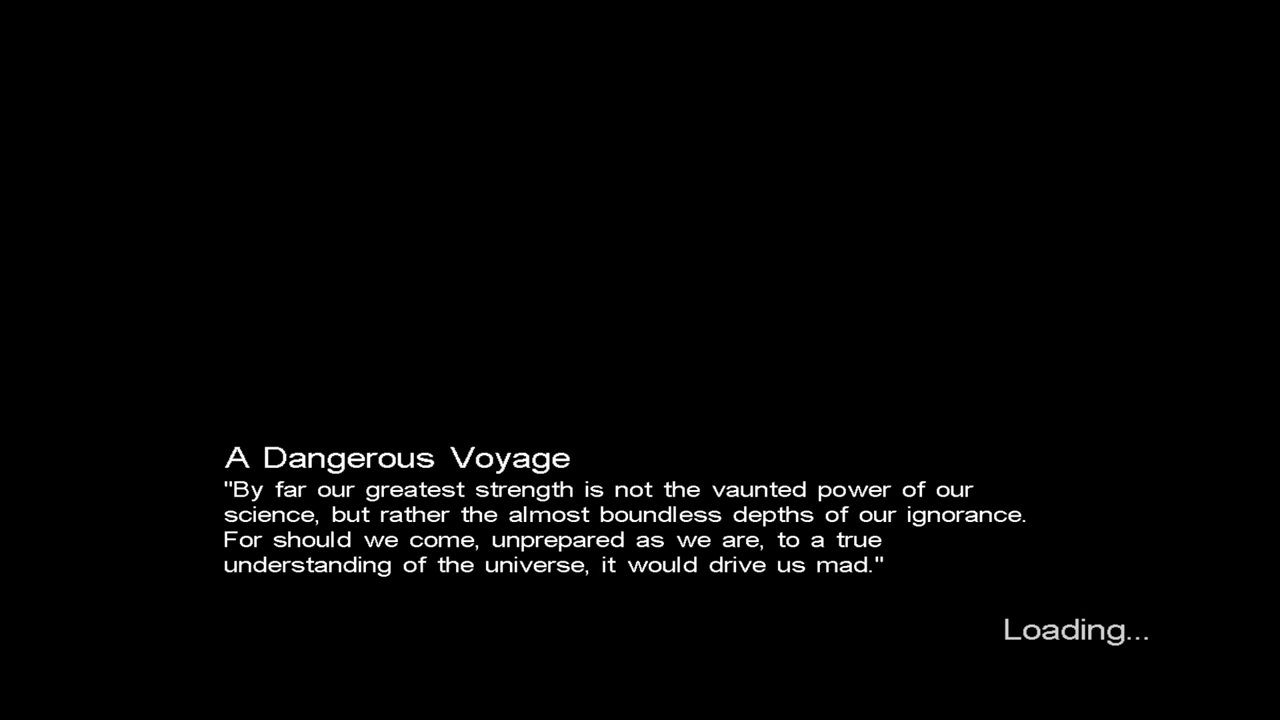 A Dangerous Voyage
"By far our greatest strength is not the vaunted power of our
science, but rather the almost boundless depths of our ignorance.
For should we come, unprepared as we are, to a true
understanding of the universe, it would drive us mad."
Loading...